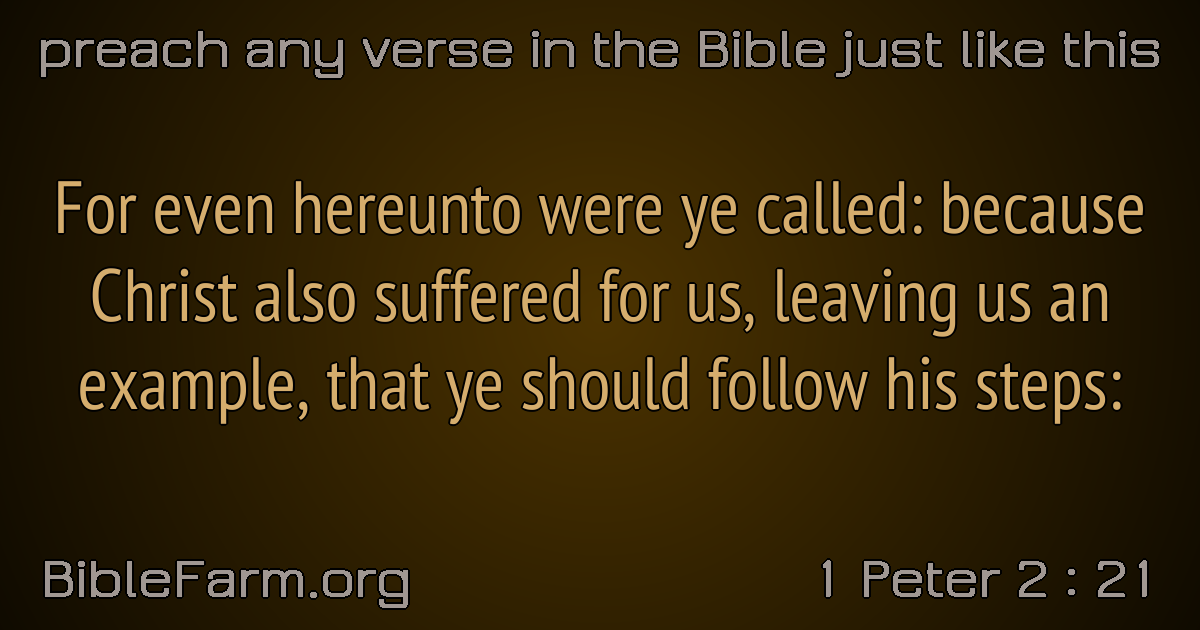 preach any verse in the Bible just like this
For even hereunto were ye called: because
Christ also suffered for us, leaving us an
example, that ye should follow his steps:
BibleFarm.org
1 Peter 2 : 21